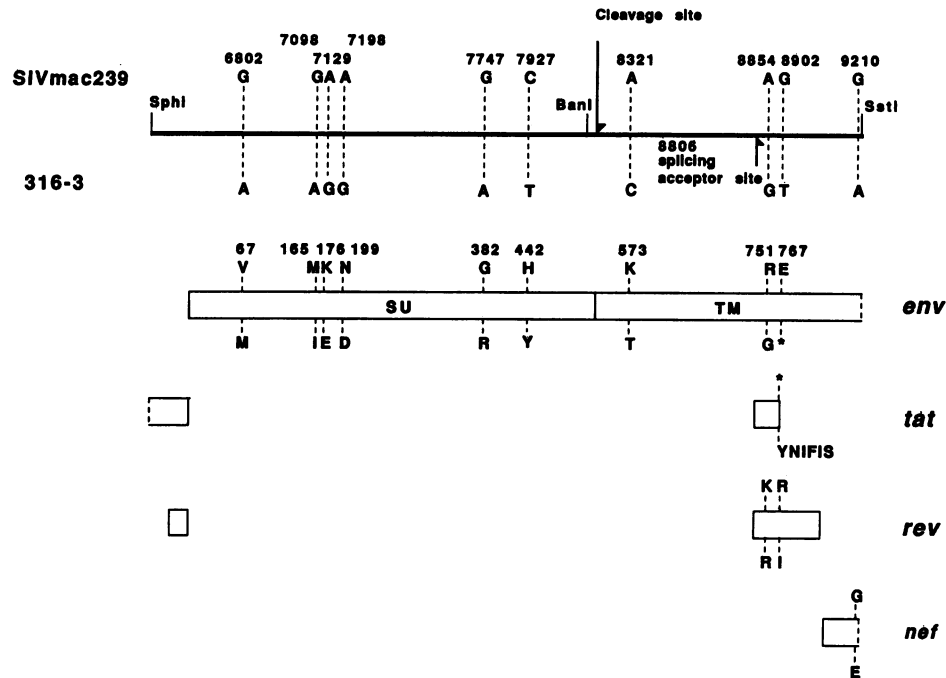 Cleavage site
7098 7198
6802 7129 7747 7927 8321 8854 8902 9210
SIVmac239 G G A A G C A A G G
SphI BanI SstI
8806
splicing
acceptor site
316-3 A A G G A T C G T A
67 165 176 199 382 442 573 751 767
V M K N G H K R E
SU TM env
M I E D R Y T G *
*
tat
YNIFIS
K R
rev
R I
G
nef
E